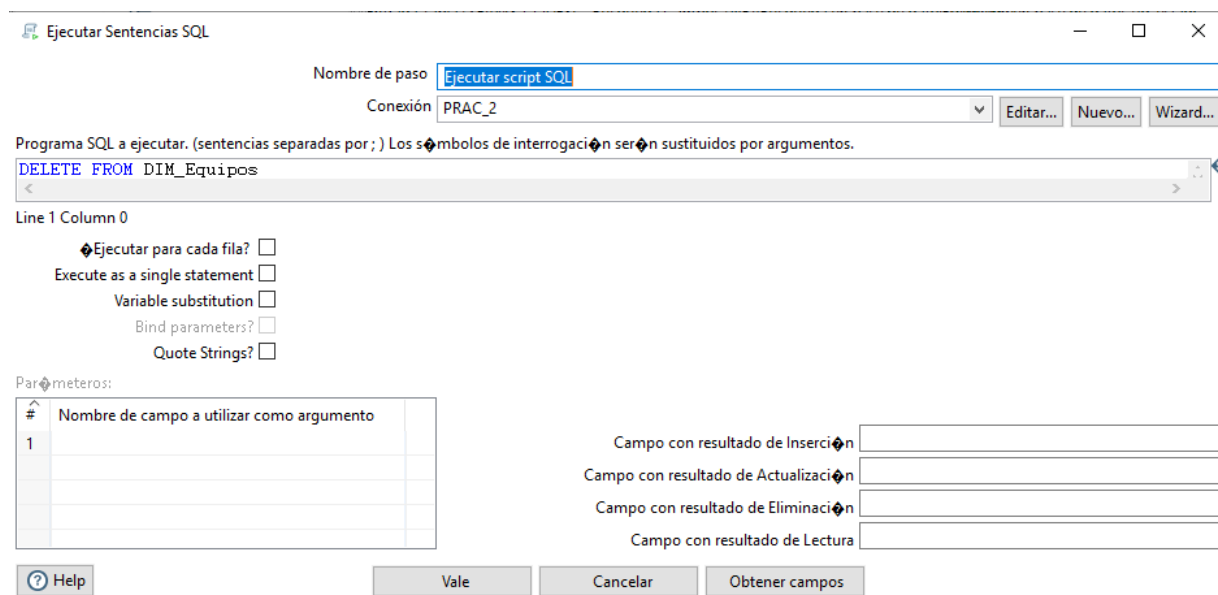 Ejecutar Sentencias SQL
Nombre de paso Ejecutar script SQL
Conexión PRAC_2 Editar... Nuevo... Wizard...
Programa SQL a ejecutar. (sentencias separadas por ; ) Los s�mbolos de interrogaci�n ser�n sustituidos por argumentos.
DELETE FROM DIM_Equipos
Line 1 Column 0
�Ejecutar para cada fila?
Execute as a single statement
Variable substitution
Bind parameters?
Quote Strings?
Par�meteros:
# Nombre de campo a utilizar como argumento
1
Campo con resultado de Inserci�n
Campo con resultado de Actualizaci�n
Campo con resultado de Eliminaci�n
Campo con resultado de Lectura
Help Vale Cancelar Obtener campos